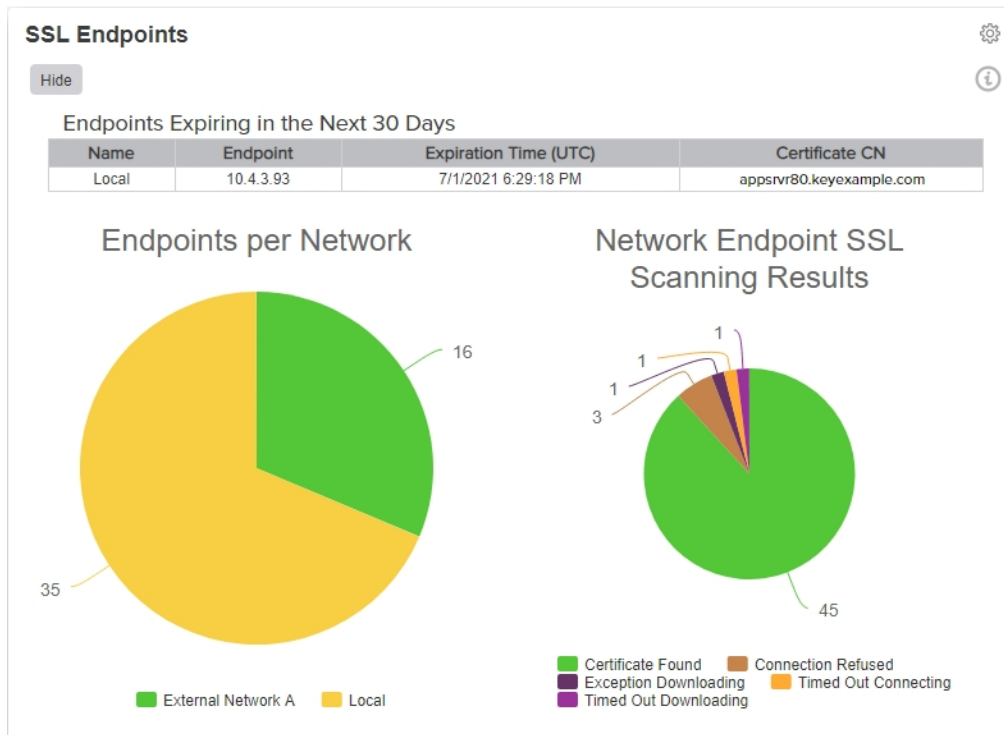 SSL Endpoints
Hide
Endpoints Expiring in the Next 30 Days
Name Endpoint Expiration Time (UTC) Certificate CN
Local 10.4.3.93 7/1/2021 6:29:18 PM appsrvr80.keyexample.com
Endpoints per Network
16
35
External Network A Local
Network Endpoint SSL
Scanning Results
1
1
1
3
45
Certificate Found Connection Refused
Exception Downloading Timed Out Connecting
Timed Out Downloading